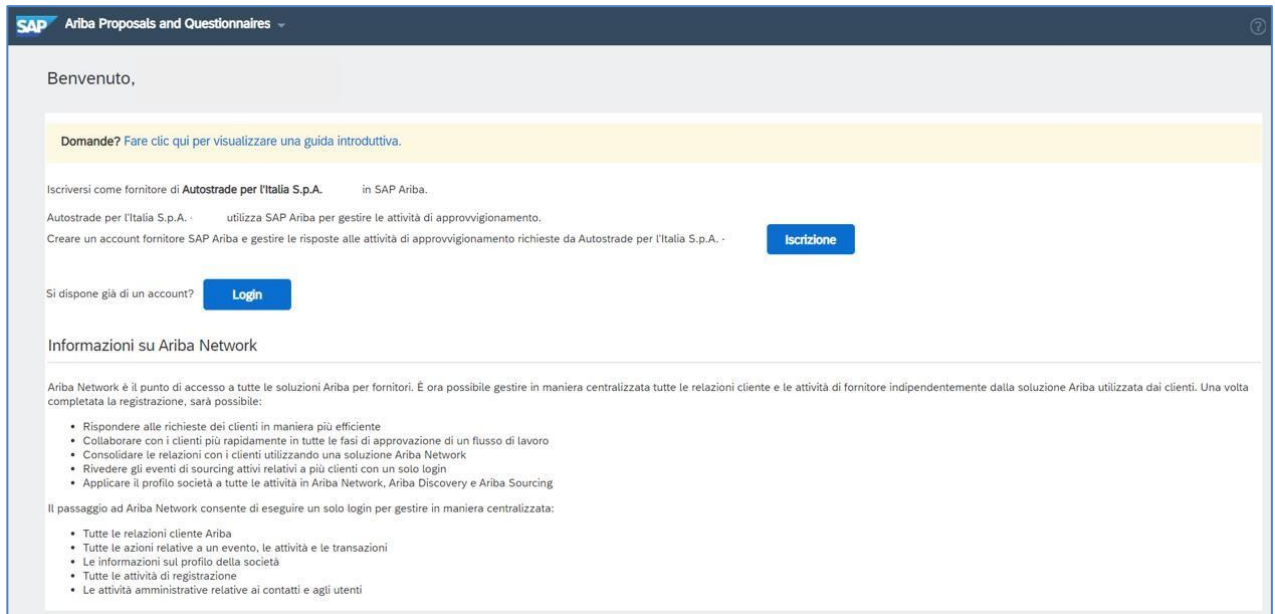 SAP Ariba Proposals and Questionnaires
Benvenuto,
Domande? Fare clic qui per visualizzare una guida introduttiva.
Iscriversi come fornitore di Autostrade per l'Italia S.p.A. in SAP Ariba.
Autostrade per l'Italia S.p.A. - utilizza SAP Ariba per gestire le attività di approvvigionamento.
Creare un account fornitore SAP Ariba e gestire le risposte alle attività di approvvigionamento richieste da Autostrade per l'Italia S.p.A. - Iscrizione
Si dispone già di un account? Login
Informazioni su Ariba Network
Ariba Network è il punto di accesso a tutte le soluzioni Ariba per fornitori. È ora possibile gestire in maniera centralizzata tutte le relazioni cliente e le attività di fornitore indipendentemente dalla soluzione Ariba utilizzata dai clienti. Una volta
completata la registrazione, sarà possibile:
• Rispondere alle richieste dei clienti in maniera più efficiente
• Collaborare con i clienti più rapidamente in tutte le fasi di approvazione di un flusso di lavoro
• Consolidare le relazioni con i clienti utilizzando una soluzione Ariba Network
• Rivedere gli eventi di sourcing attivi relativi a più clienti con un solo login
• Applicare il profilo società a tutte le attività in Ariba Network, Ariba Discovery e Ariba Sourcing
Il passaggio ad Ariba Network consente di eseguire un solo login per gestire in maniera centralizzata:
• Tutte le relazioni cliente Ariba
• Tutte le azioni relative a un evento, le attività e le transazioni
• Le informazioni sul profilo della società
• Tutte le attività di registrazione
• Le attività amministrative relative ai contatti e agli utenti